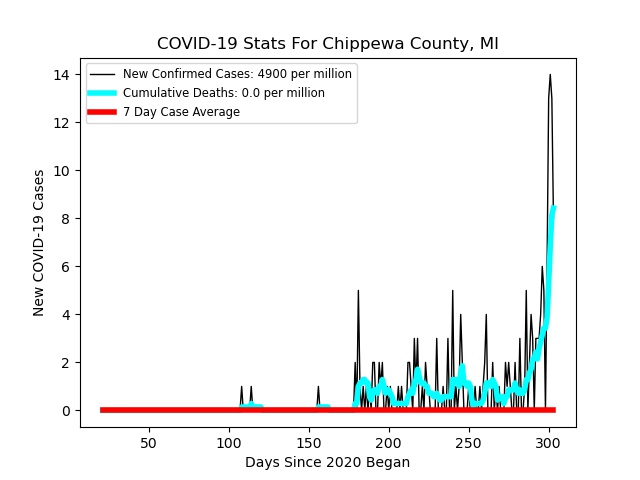 COVID-19 Stats For Chippewa County, MI
New Confirmed Cases: 4900 per million
Cumulative Deaths: 0.0 per million
7 Day Case Average
New COVID-19 Cases
14
12
10
8
6
4
2
0
50 100 150 200 250 300
Days Since 2020 Began